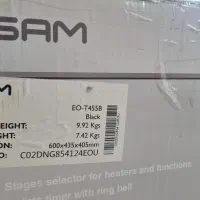 SAM
EO-T45SB
Black
EIGHT: 9.92 Kgs
HT: 7.42 Kgs
ON: 600x435x405mm
O: C02DNG854124EOU
Stages selector for heaters and functions
timer with ring bell